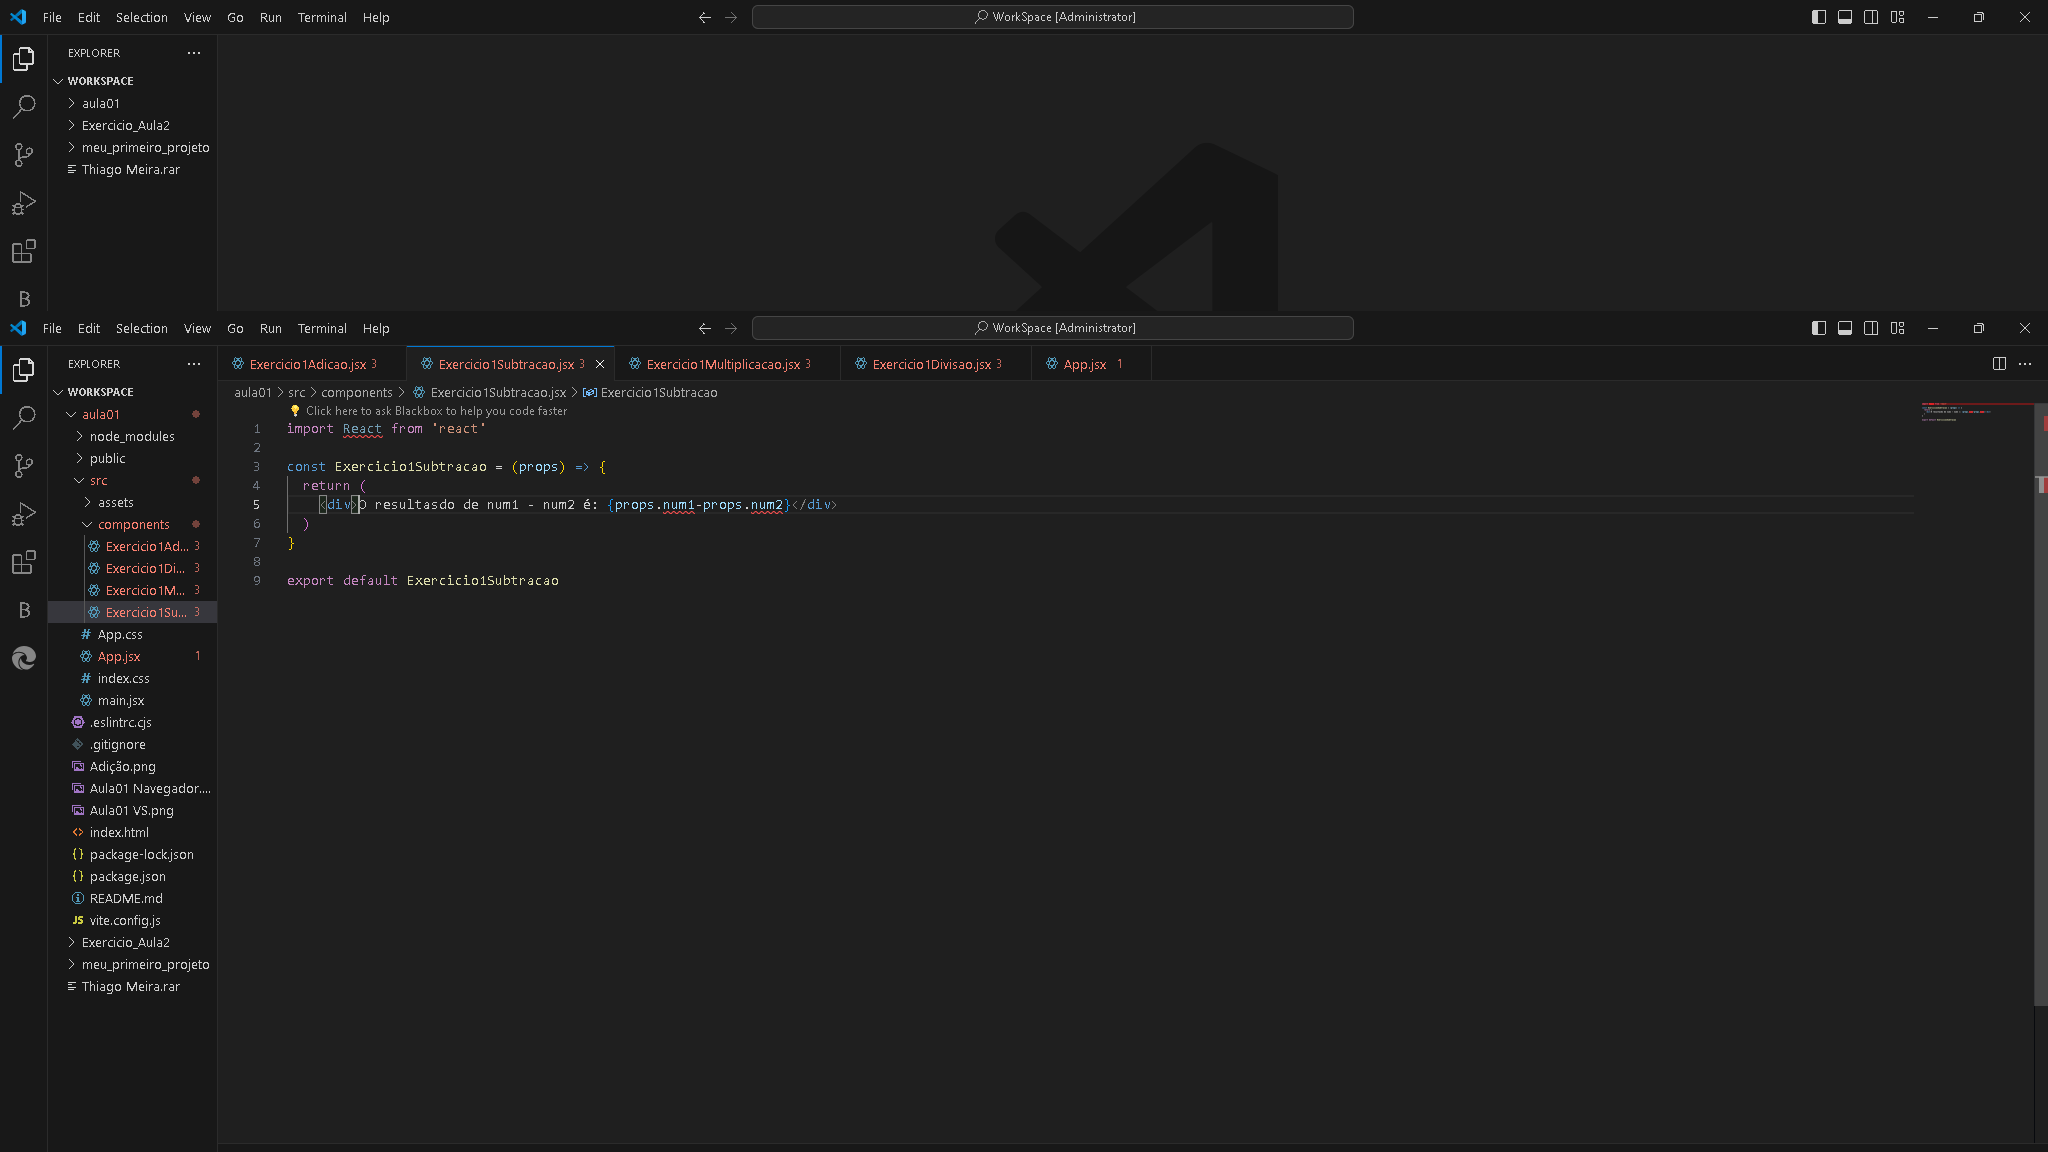 File Edit Selection View Go Run Terminal Help WorkSpace [Administrator]
EXPLORER
WORKSPACE
aula01
Exercicio_Aula2
meu_primeiro_projeto
Thiago Meira.rar
B
File Edit Selection View Go Run Terminal Help WorkSpace [Administrator]
EXPLORER
WORKSPACE
aula01
node_modules
public
src
assets
components
Exercicio1Ad... 3
Exercicio1Di... 3
Exercicio1M... 3
Exercicio1Su... 3
App.css
App.jsx 1
index.css
main.jsx
.eslintrc.cjs
.gitignore
Adição.png
Aula01 Navegador....
Aula01 VS.png
index.html
package-lock.json
package.json
README.md
vite.config.js
Exercicio_Aula2
meu_primeiro_projeto
Thiago Meira.rar
B
Exercicio1Adicao.jsx 3 Exercicio1Subtracao.jsx 3 Exercicio1Multiplicacao.jsx 3 Exercicio1Divisao.jsx 3 App.jsx 1
aula01 > src > components > Exercicio1Subtracao.jsx > Exercicio1Subtracao
Click here to ask Blackbox to help you code faster
1 import React from 'react'
2
3 const Exercicio1Subtracao = (props) => {
4 return (
5 <div>O resultasdo de num1 - num2 é: {props.num1-props.num2}</div>
6 )
7 }
8
9 export default Exercicio1Subtracao